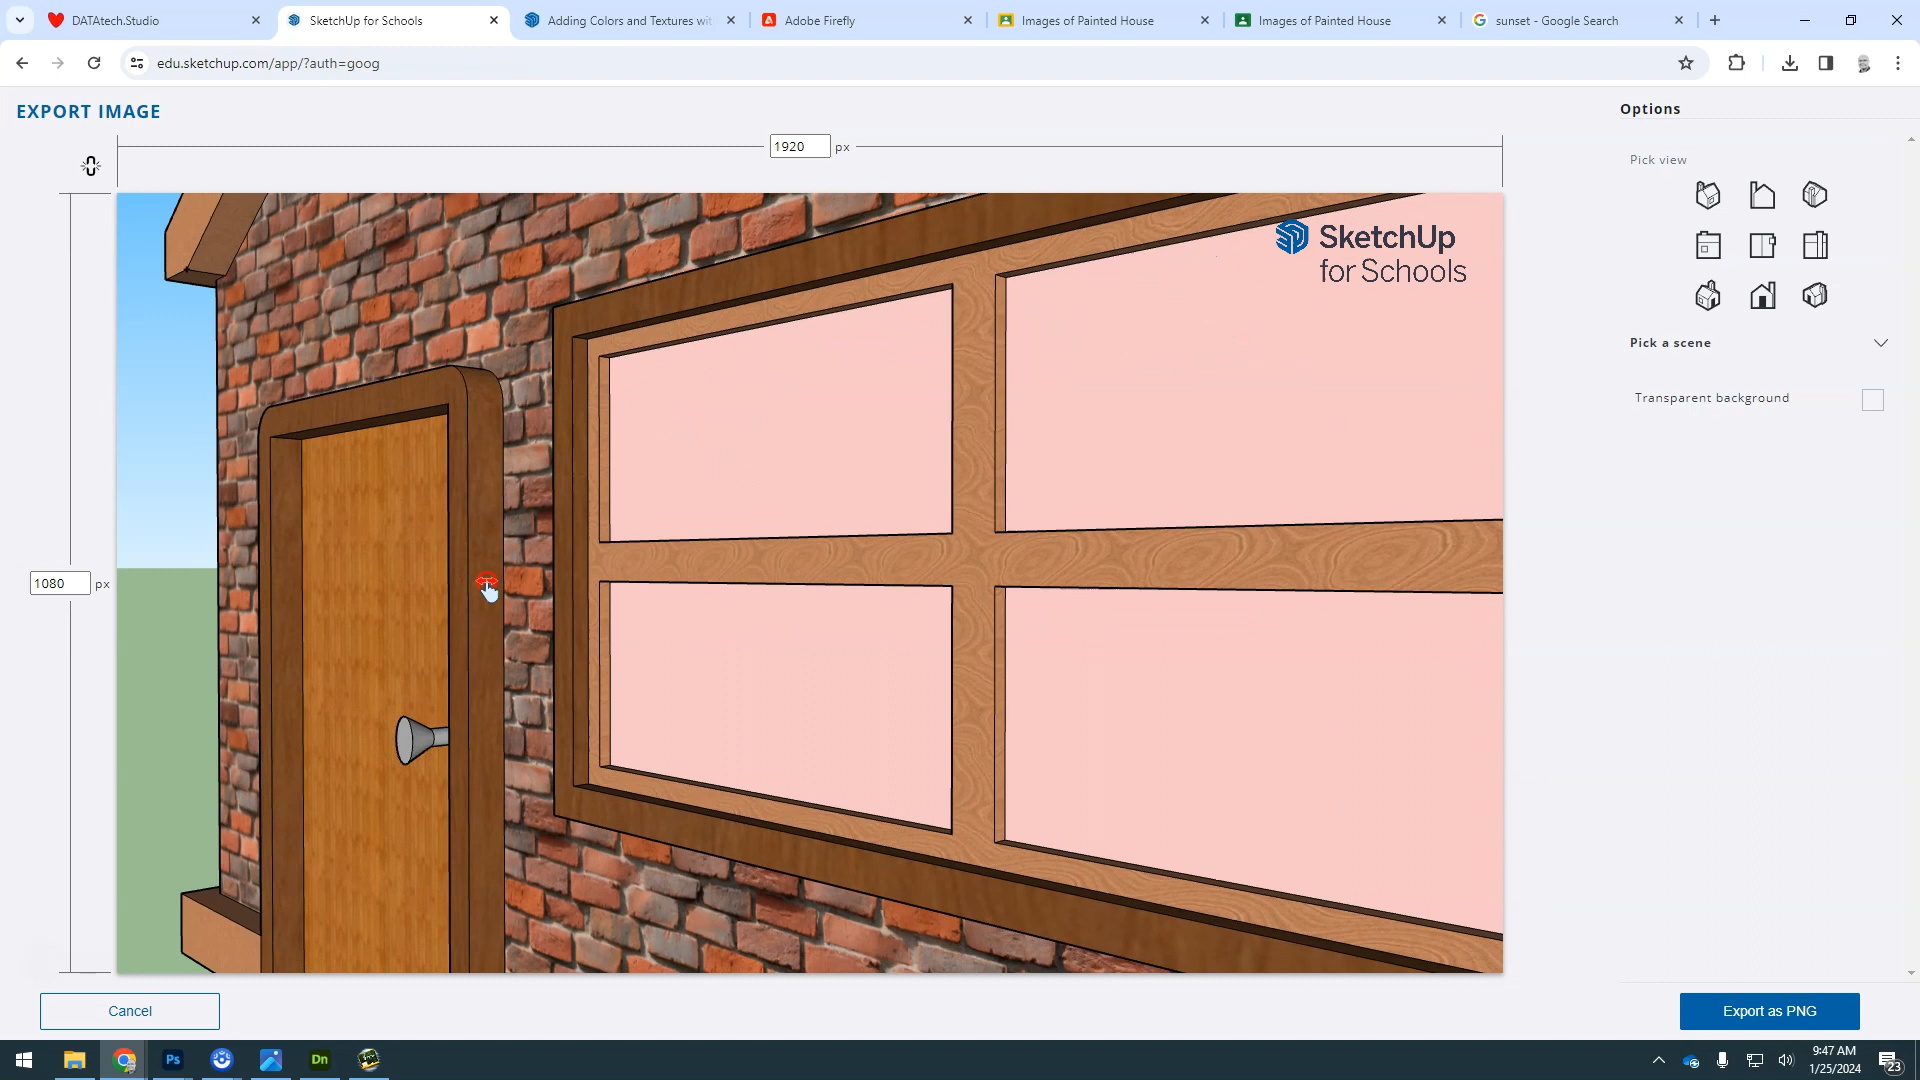 DATAtech.Studio
SketchUp for Schools
Adding Colors and Textures wit
Adobe Firefly
Images of Painted House
Images of Painted House
sunset - Google Search
edu.sketchup.com/app/?auth=goog
EXPORT IMAGE
Options
1920 px
Pick view
SketchUp
for Schools
Pick a scene
Transparent background
1080 px
Cancel
Export as PNG
Ps
Dn
9:47 AM
1/25/2024
23